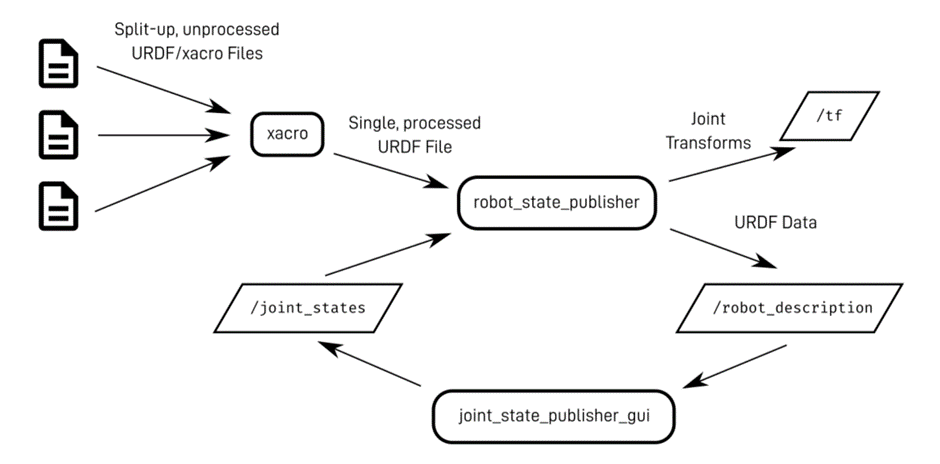 Split-up, unprocessed
URDF/xacro Files
xacro
Single, processed
URDF File
Joint
Transforms
/tf
robot_state_publisher
URDF Data
/joint_states
/robot_description
joint_state_publisher_gui